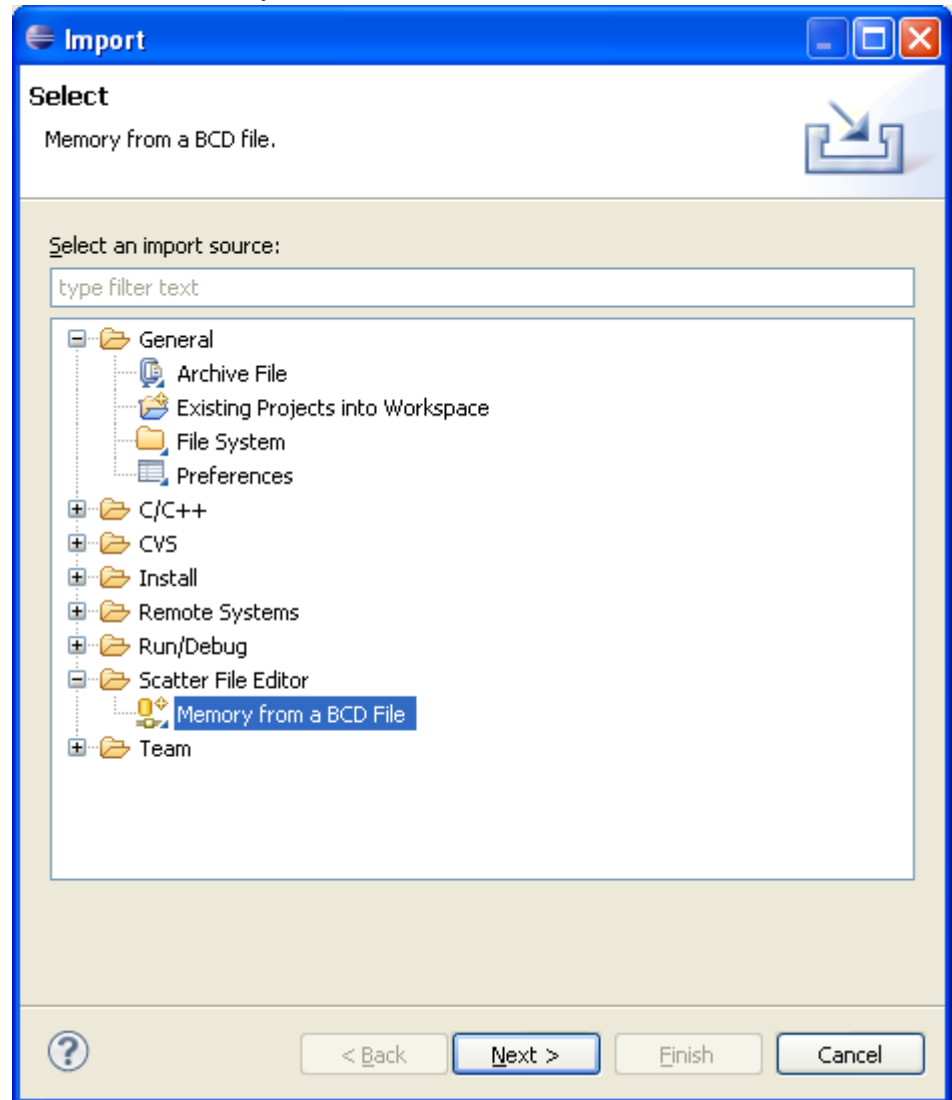 Import
Select
Memory from a BCD file.
Select an import source:
type filter text
General
Archive File
Existing Projects into Workspace
File System
Preferences
C/C++
CVS
Install
Remote Systems
Run/Debug
Scatter File Editor
Memory from a BCD File
Team
? < Back Next > Finish Cancel